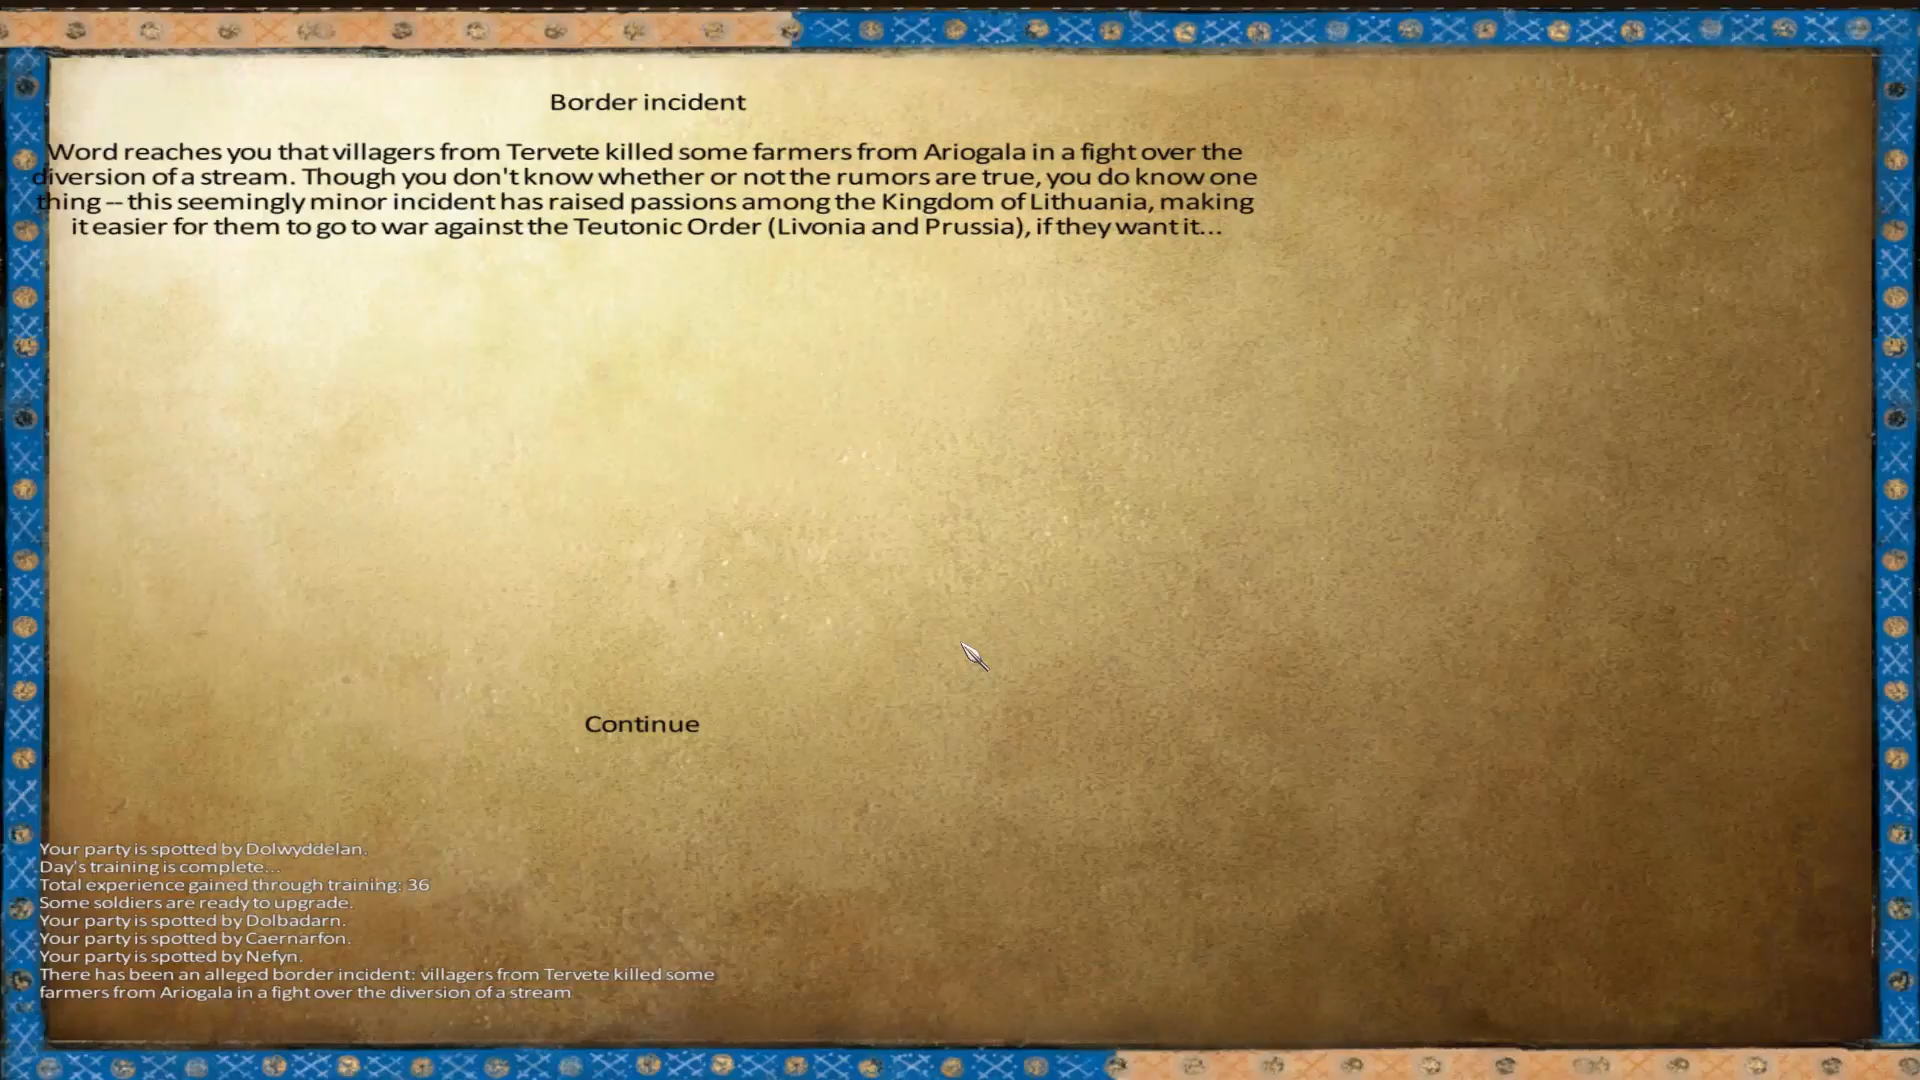 Border incident
Word reaches you that villagers from Tervete killed some farmers from Ariogala in a fight over the
diversion of a stream. Though you don't know whether or not the rumors are true, you do know one
thing -- this seemingly minor incident has raised passions among the Kingdom of Lithuania, making
it easier for them to go to war against the Teutonic Order (Livonia and Prussia), if they want it...
Continue
Your party is spotted by Dolwyddelan.
Day's training is complete...
Total experience gained through training: 36
Some soldiers are ready to upgrade.
Your party is spotted by Dolbadarn.
Your party is spotted by Caernarfon.
Your party is spotted by Nefyn.
There has been an alleged border incident: villagers from Tervete killed some
farmers from Ariogala in a fight over the diversion of a stream